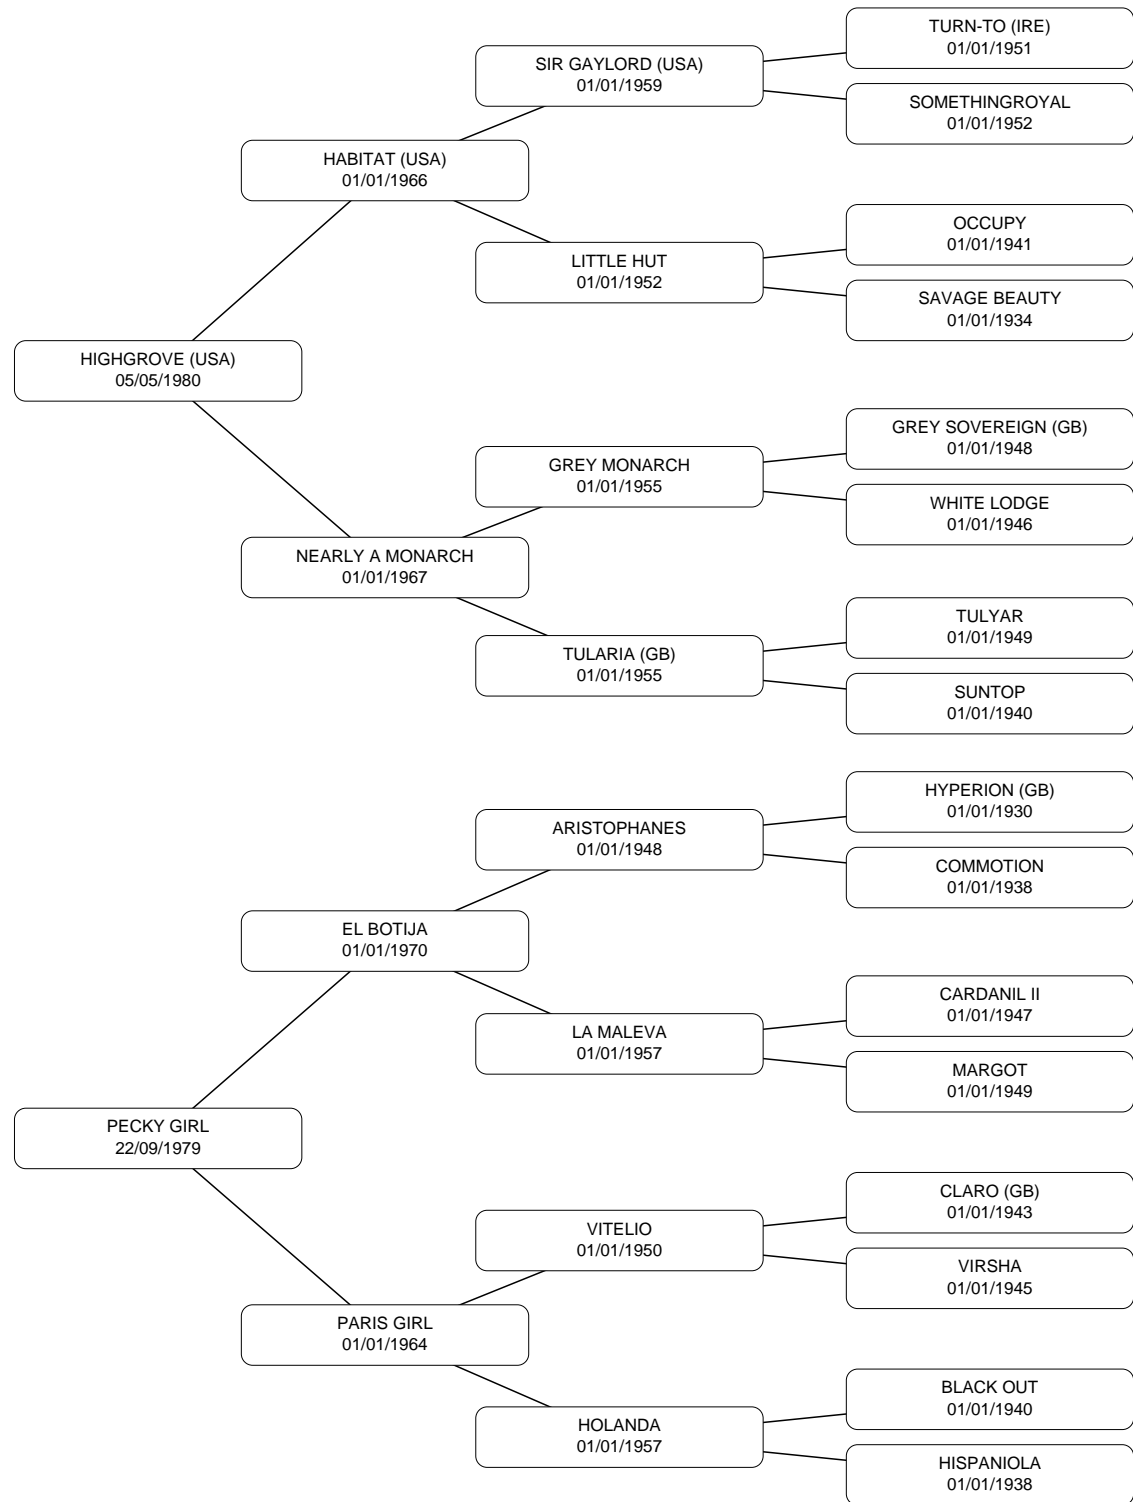 TURN-TO (IRE)
01/01/1951
SIR GAYLORD (USA)
01/01/1959
SOMETHINGROYAL
01/01/1952
HABITAT (USA)
01/01/1966
OCCUPY
01/01/1941
LITTLE HUT
01/01/1952
SAVAGE BEAUTY
01/01/1934
HIGHGROVE (USA)
05/05/1980
GREY SOVEREIGN (GB)
01/01/1948
GREY MONARCH
01/01/1955
WHITE LODGE
01/01/1946
NEARLY A MONARCH
01/01/1967
TULYAR
01/01/1949
TULARIA (GB)
01/01/1955
SUNTOP
01/01/1940
HYPERION (GB)
01/01/1930
ARISTOPHANES
01/01/1948
COMMOTION
01/01/1938
EL BOTIJA
01/01/1970
CARDANIL II
01/01/1947
LA MALEVA
01/01/1957
MARGOT
01/01/1949
PECKY GIRL
22/09/1979
CLARO (GB)
01/01/1943
VITELIO
01/01/1950
VIRSHA
01/01/1945
PARIS GIRL
01/01/1964
BLACK OUT
01/01/1940
HOLANDA
01/01/1957
HISPANIOLA
01/01/1938